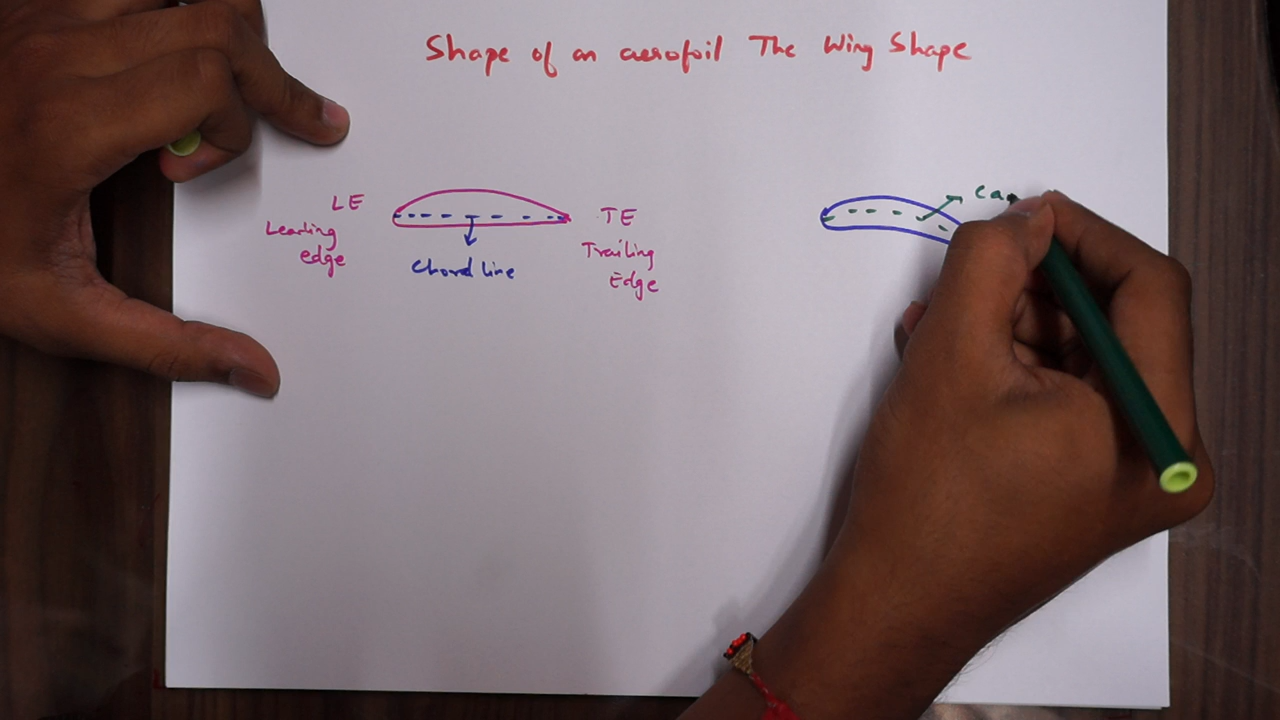 Shape of an aerofoil The Wing Shape
LE
Leading
edge
Chord line
TE
Trailing
Edge